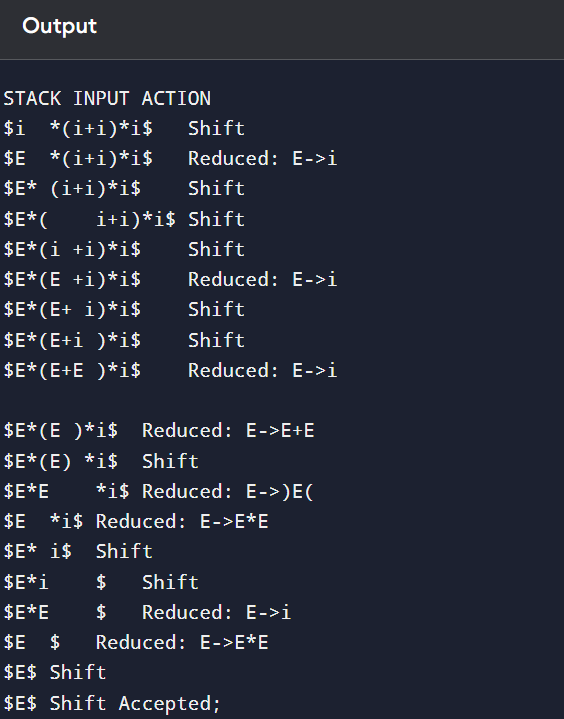 Output
STACK INPUT ACTION
$i  *(i+i)*i$   Shift
$E  *(i+i)*i$   Reduced: E->i
$E* (i+i)*i$    Shift
$E*(    i+i)*i$ Shift
$E*(i +i)*i$    Shift
$E*(E +i)*i$    Reduced: E->i
$E*(E+ i)*i$    Shift
$E*(E+i )*i$    Shift
$E*(E+E )*i$    Reduced: E->i
$E*(E )*i$  Reduced: E->E+E
$E*(E) *i$  Shift
$E*E    *i$ Reduced: E->)E(
$E  *i$ Reduced: E->E*E
$E* i$  Shift
$E*i    $   Shift
$E*E    $   Reduced: E->i
$E  $   Reduced: E->E*E
$E$ Shift
$E$ Shift Accepted;